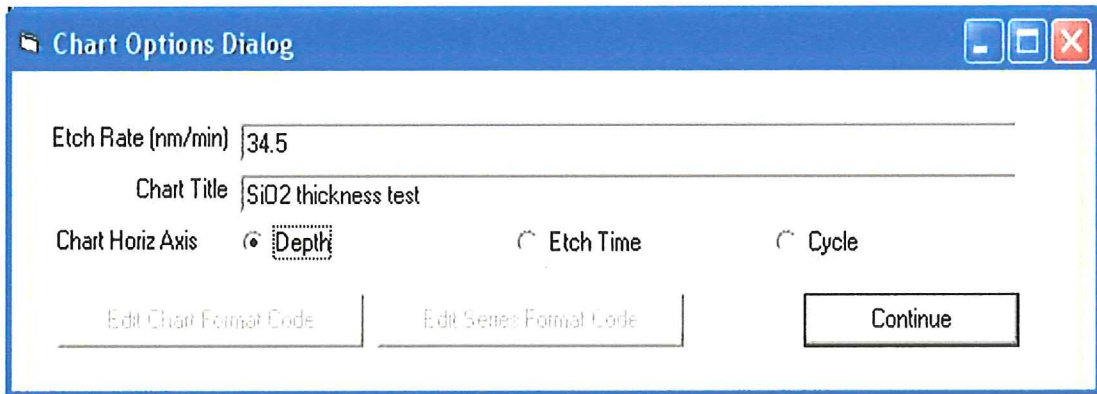 Chart Options Dialog
Etch Rate (nm/min) 34.5
Chart Title SiO2 thickness test
Chart Horiz Axis Depth Etch Time Cycle
Edit Chart Format Code Edit Series Format Code Continue